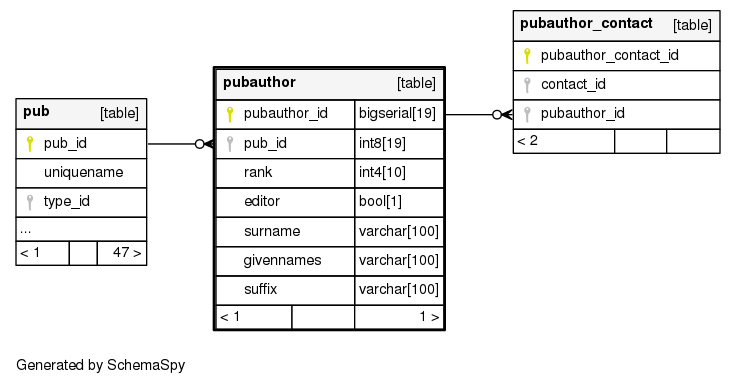 pub [table]
pub_id
uniquename
type_id
...
< 1 47 >
pubauthor [table]
pubauthor_id bigserial[19]
pub_id int8[19]
rank int4[10]
editor bool[1]
surname varchar[100]
givennames varchar[100]
suffix varchar[100]
< 1 1 >
pubauthor_contact [table]
pubauthor_contact_id
contact_id
pubauthor_id
< 2
Generated by SchemaSpy